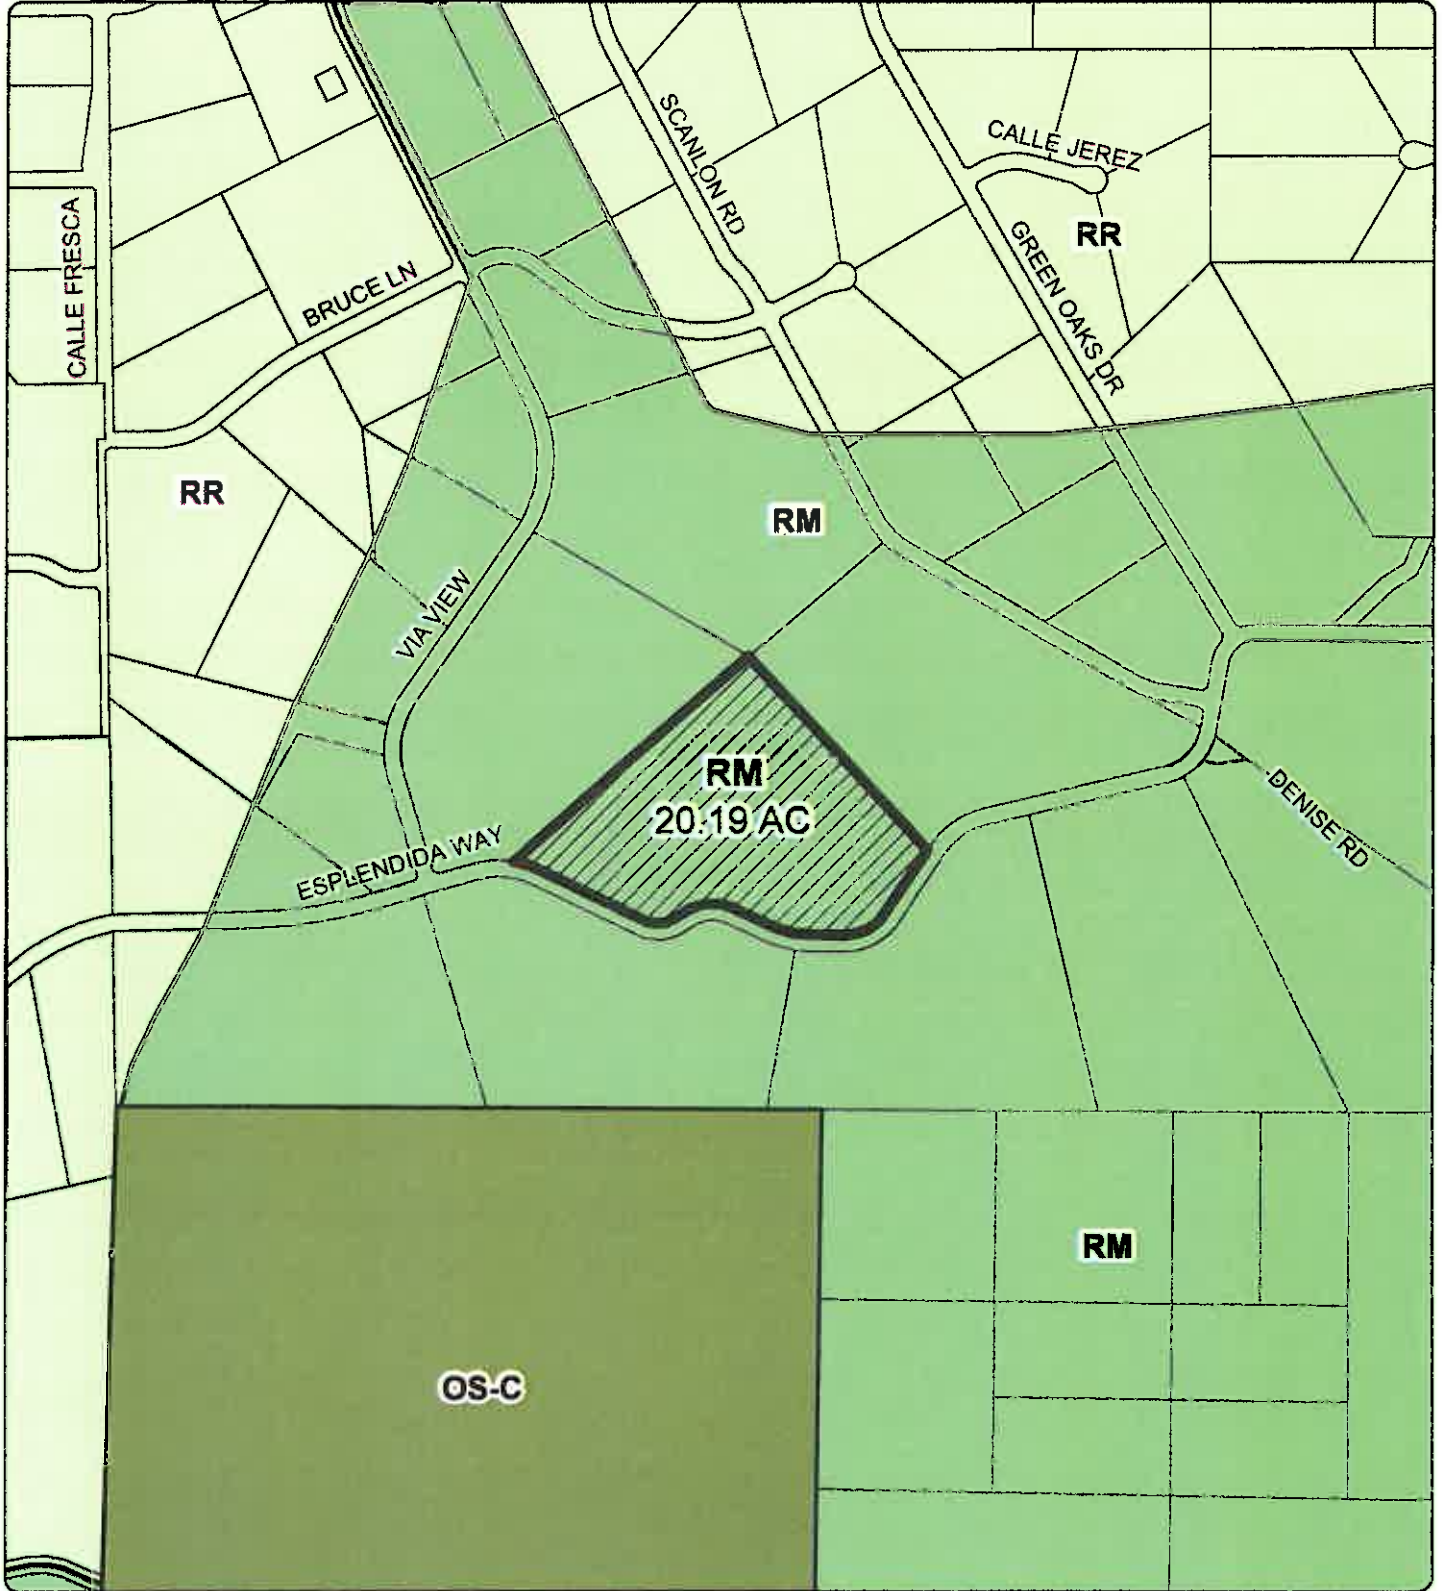 SCANLON RD
CALLE JEREZ
RR
CALLE FRESCA
BRUCE LN
GREEN OAKS DR
RR
RM
VIA VIEW
RM
20.19 AC
ESPLENDIDA WAY
DENISE RD
RM
OS-C